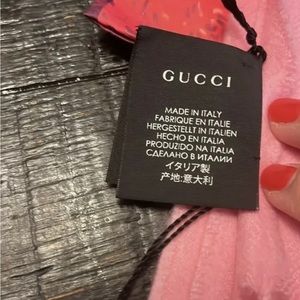 GUCCI
MADE IN ITALY
FABRIQUE EN ITALIE
HERGESTELLT IN ITALIEN
HECHO EN ITALIA
PRODUZIDO NA ITALIA
СДЕЛАНО В ИТАЛИИ
イタリア製
产地:意大利